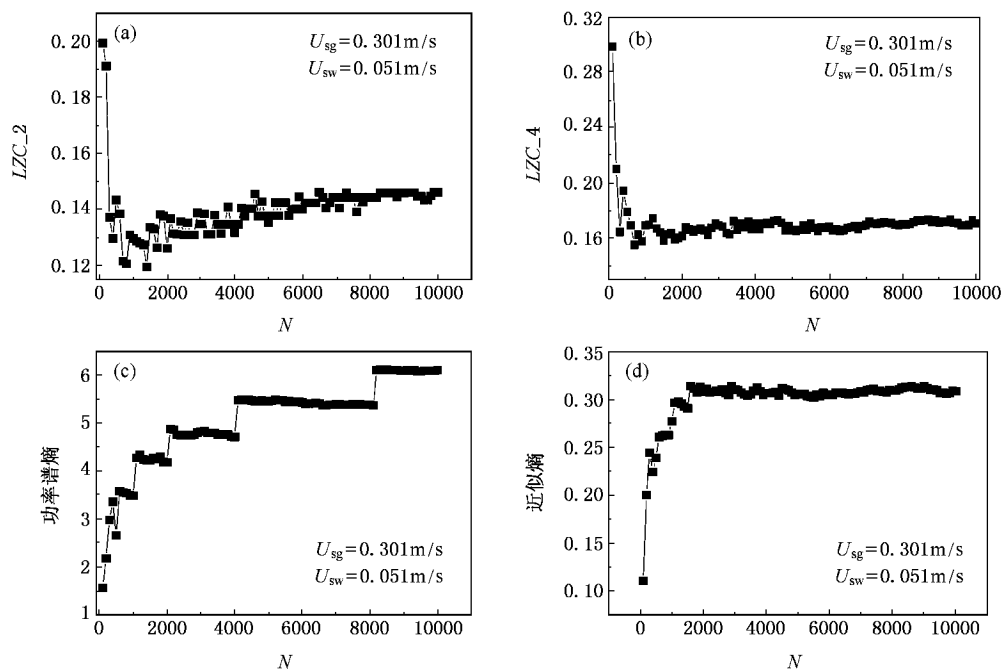 (a)
U_sg=0.301m/s
U_sw=0.051m/s
0.20
0.18
0.16
0.14
0.12
LZC_2
0 2000 4000 6000 8000 10000
N
(b)
U_sg=0.301m/s
U_sw=0.051m/s
0.32
0.28
0.24
0.20
0.16
LZC_4
0 2000 4000 6000 8000 10000
N
(c)
6
5
4
3
2
1
功率谱熵
U_sg=0.301m/s
U_sw=0.051m/s
0 2000 4000 6000 8000 10000
N
(d)
0.35
0.30
0.25
0.20
0.15
0.10
近似熵
U_sg=0.301m/s
U_sw=0.051m/s
0 2000 4000 6000 8000 10000
N